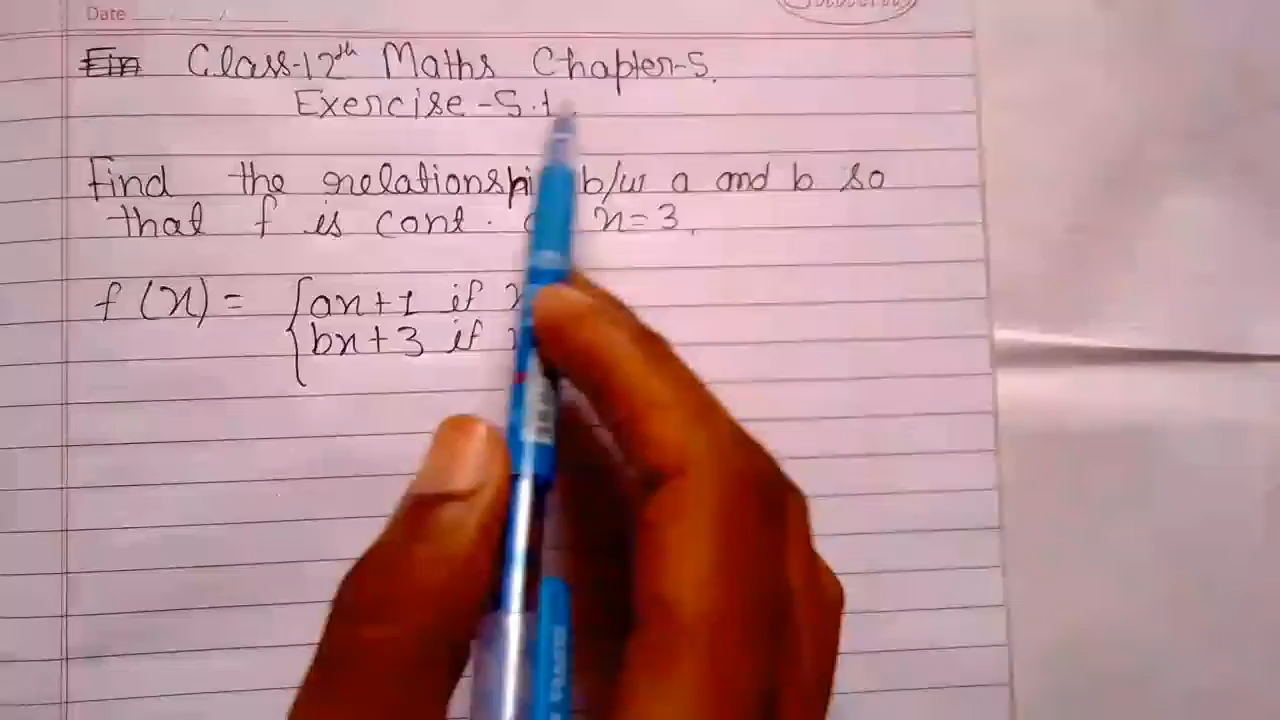 Date
Class-12th Maths Chapter-5.
Exercise-5.1
Find the relationship b/w a and b so
that f is cont. x=3.
f(x)= {ax+1 if
bx+3 if